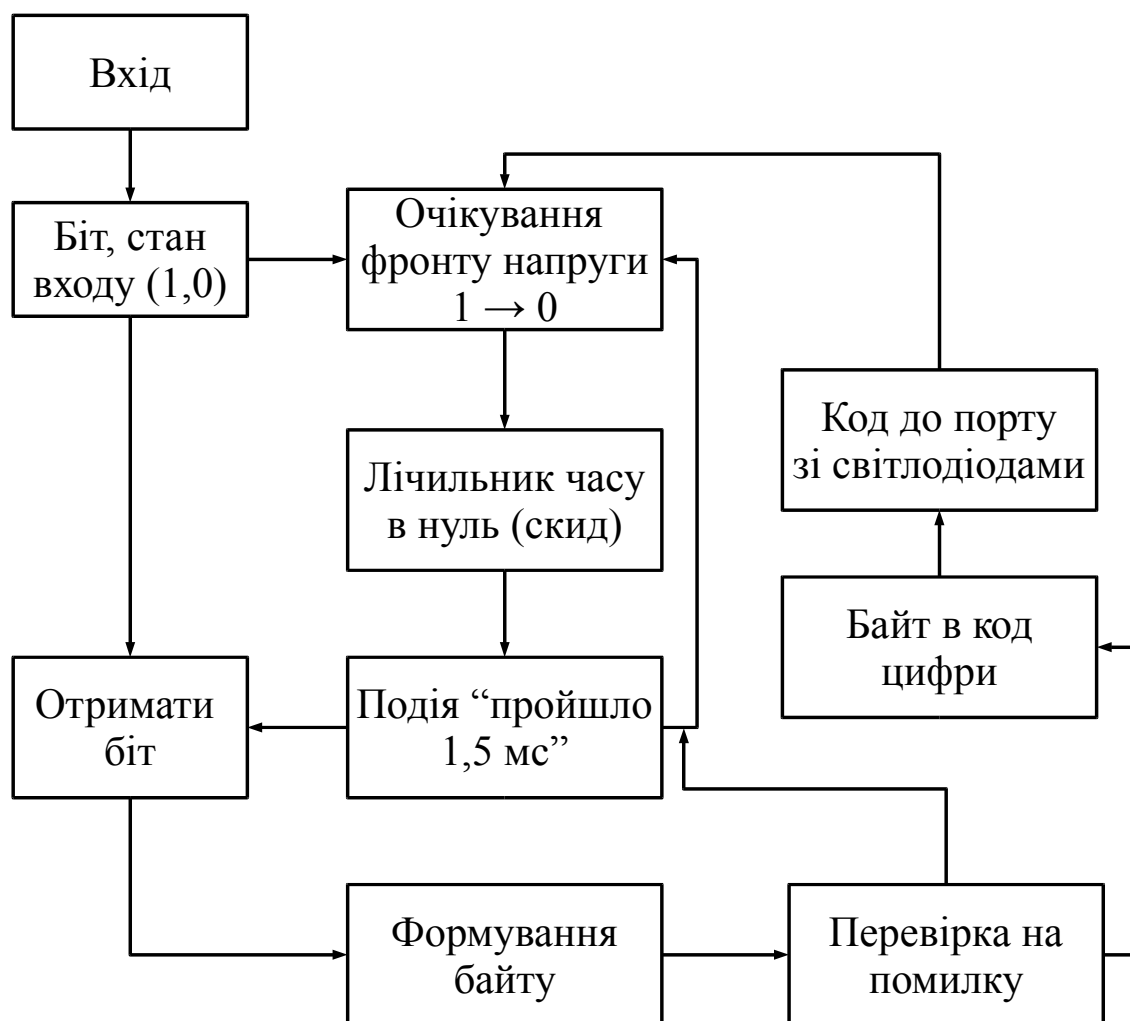 Вхід
Біт, стан
входу (1,0)
Очікування
фронту напруги
1 → 0
Лічильник часу
в нуль (скид)
Код до порту
зі світлодіодами
Байт в код
цифри
Отримати
біт
Подія “пройшло
1,5 мс”
Формування
байту
Перевірка на
помилку